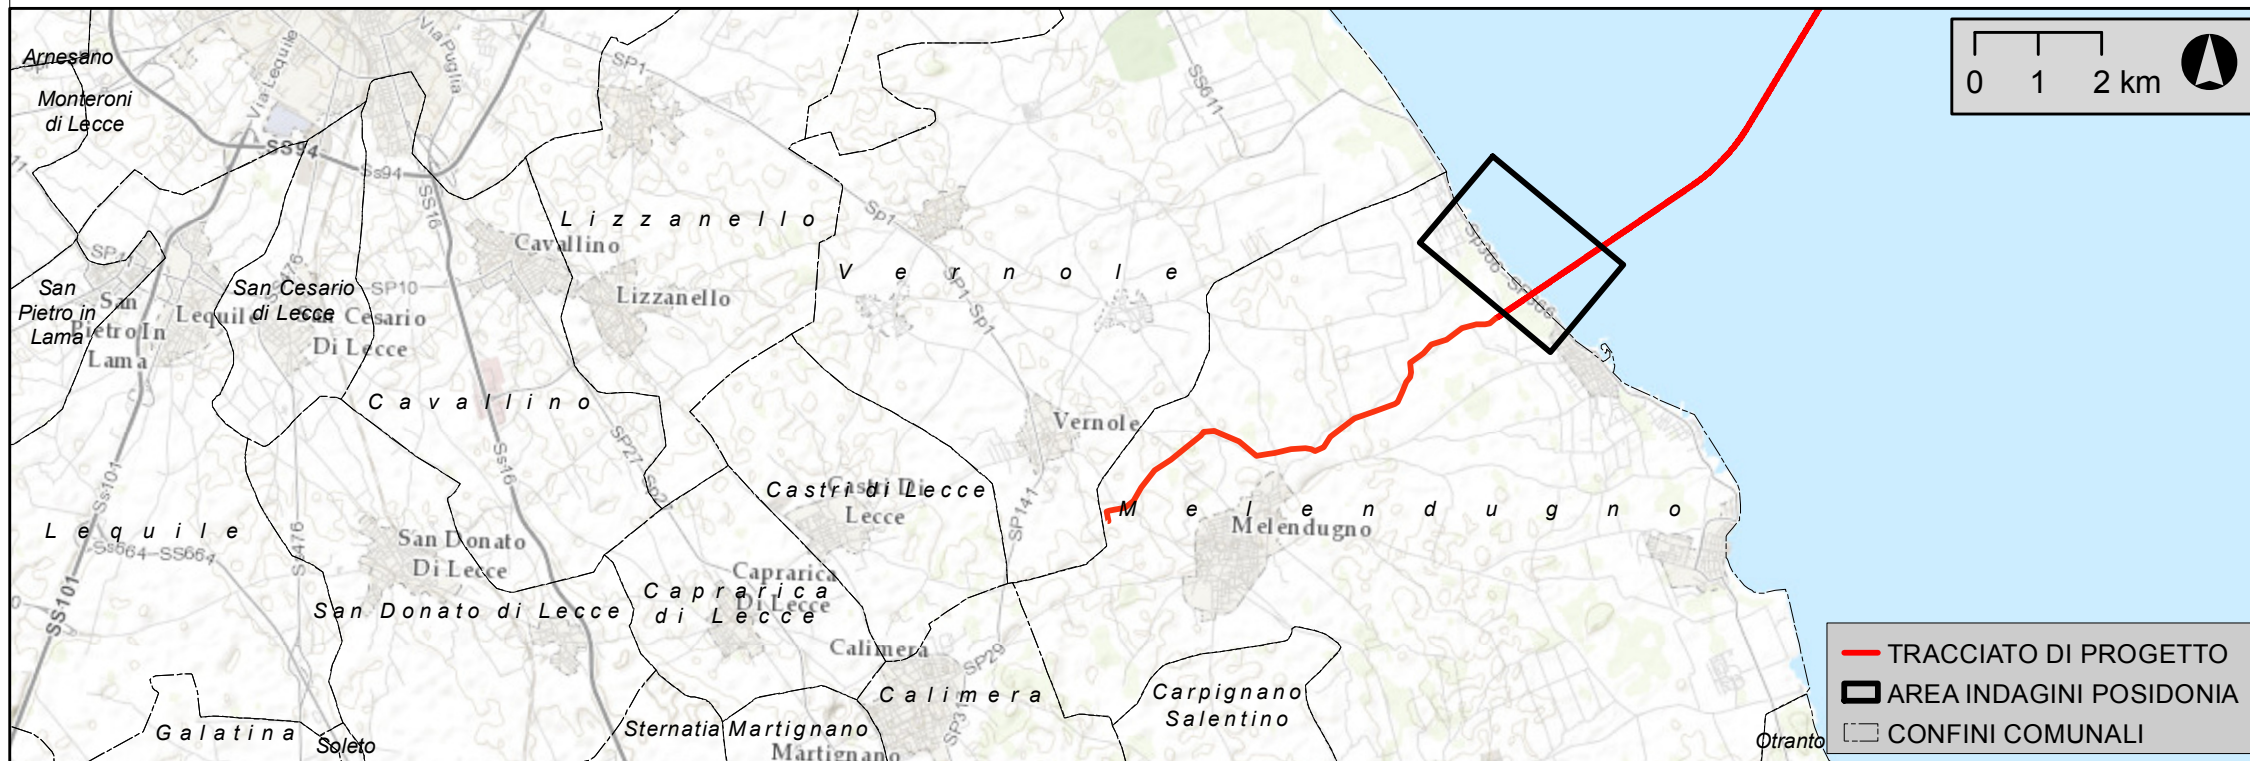 Arnesano
Monteroni
di Lecce
Via Lequile
Via Puglia
SP1
SS611
0 1 2 km
SS94
Ss94
SS16
11
Lizzanello
Cavallino
Lizzanello
Sp1
Vernole
SP1-Sp1
Sp366-SP366
San
Pietro in
Lama
San
Pietro In
Lama
Lequile
San Cesario
di Lecce
San Cesario
Di Lecce
SP10
Cavallino
Vernole
Ss16
Ss101
Castri di Lecce
Castri Di
Lecce
SP141
Melendugno
Melendugno
Lequile
Ss664-SS664
San Donato
Di Lecce
San Donato di Lecce
Caprarica
Di Lecce
Caprarica
di Lecce
SS101
Calimera
Calimera
SP29
Carpignano
Salentino
Galatina
Soleto
Sternatia
Martignano
Martignano
Otranto
TRACCIATO DI PROGETTO
AREA INDAGINI POSIDONIA
CONFINI COMUNALI